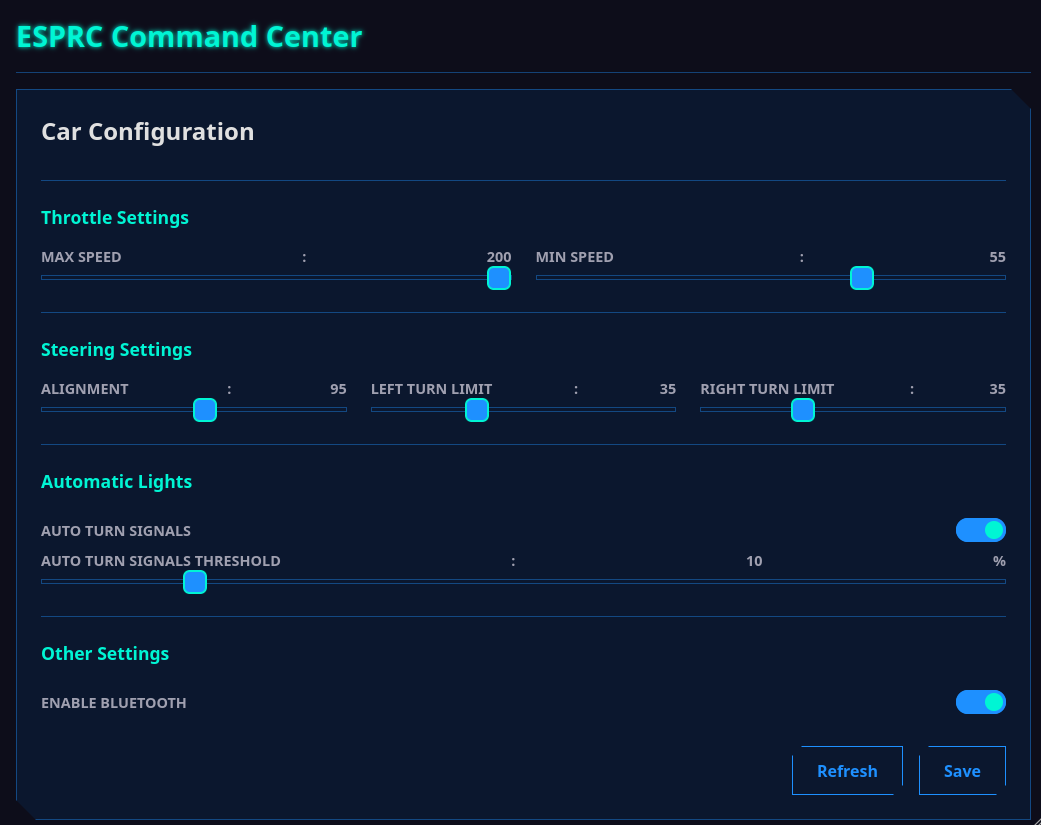 ESPRC Command Center
Car Configuration
Throttle Settings
MAX SPEED : 200 MIN SPEED : 55
Steering Settings
ALIGNMENT : 95 LEFT TURN LIMIT : 35 RIGHT TURN LIMIT : 35
Automatic Lights
AUTO TURN SIGNALS
AUTO TURN SIGNALS THRESHOLD : 10 %
Other Settings
ENABLE BLUETOOTH
Refresh Save